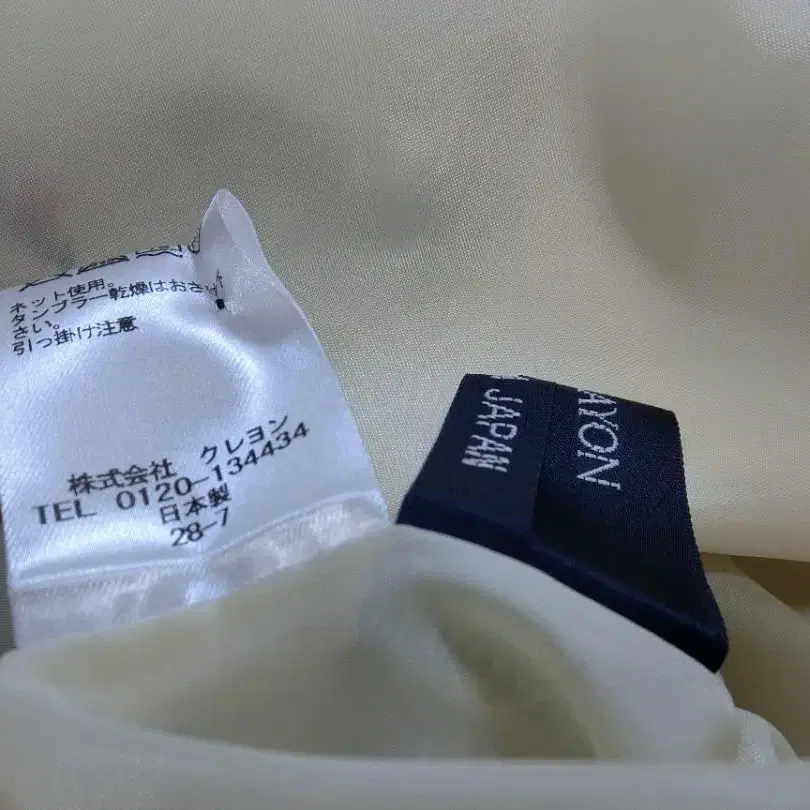 ネット使用。
タンブラー乾燥はおさけ
さい。
引っ掛け注意
株式会社 クレヨン
TEL 0120-134434
日本製
28-7
AYON
JAPAN